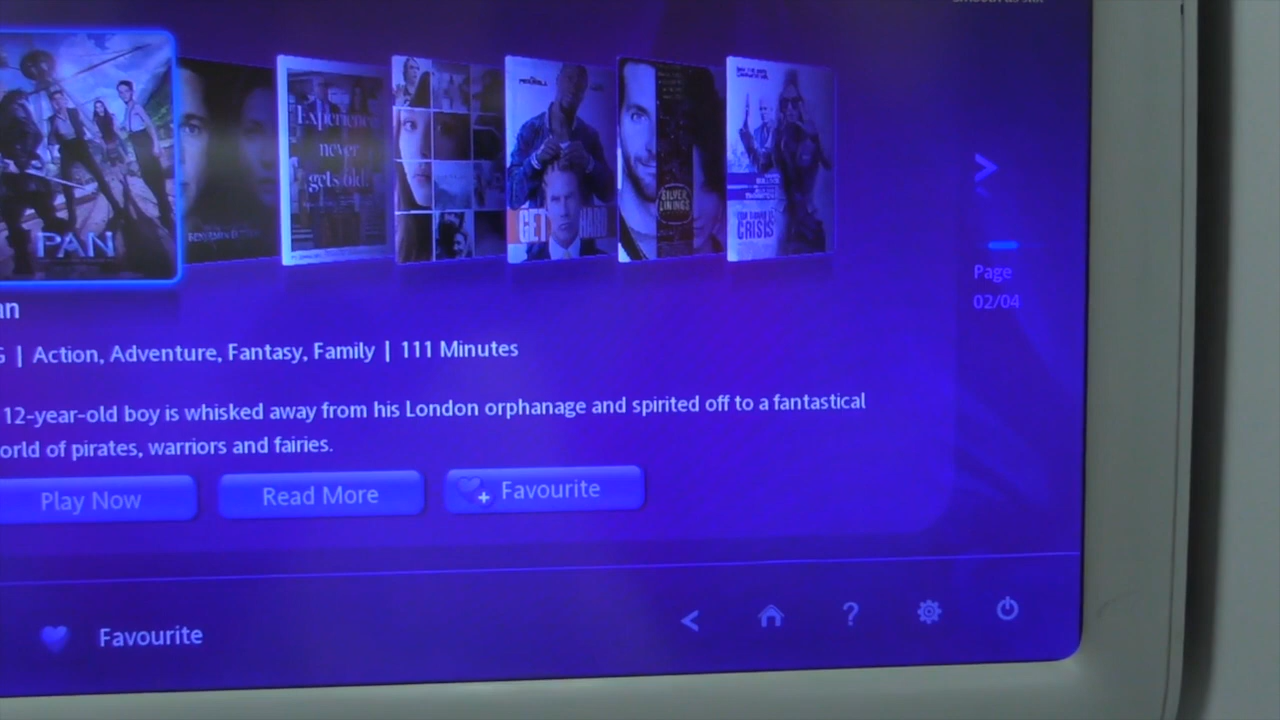 PAN
Experience
never
gets old.
GET HARD
SILVER
LININGS
CRISIS
an
G | Action, Adventure, Fantasy, Family | 111 Minutes
12-year-old boy is whisked away from his London orphanage and spirited off to a fantastical
orld of pirates, warriors and fairies.
Play Now
Read More
Favourite
Page
02/04
Favourite